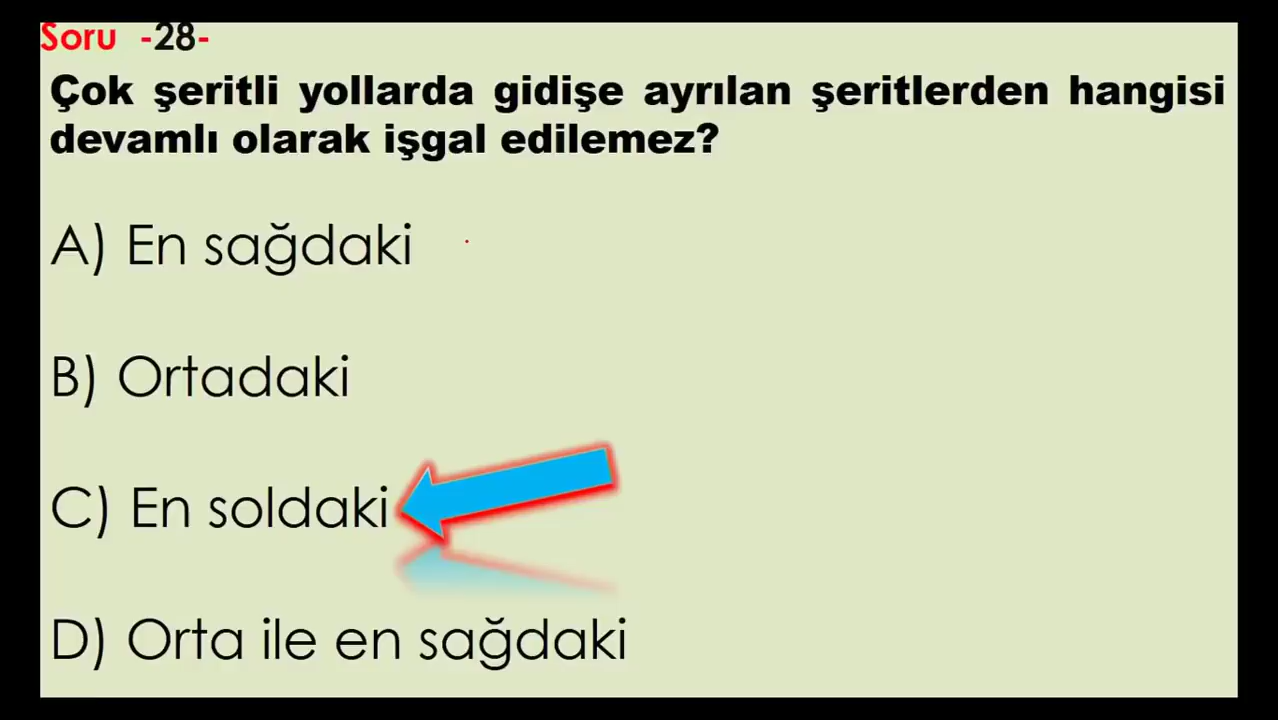 Soru -28-
Çok şeritli yollarda gidişe ayrılan şeritlerden hangisi
devamlı olarak işgal edilemez?
A) En sağdaki
B) Ortadaki
C) En soldaki
D) Orta ile en sağdaki